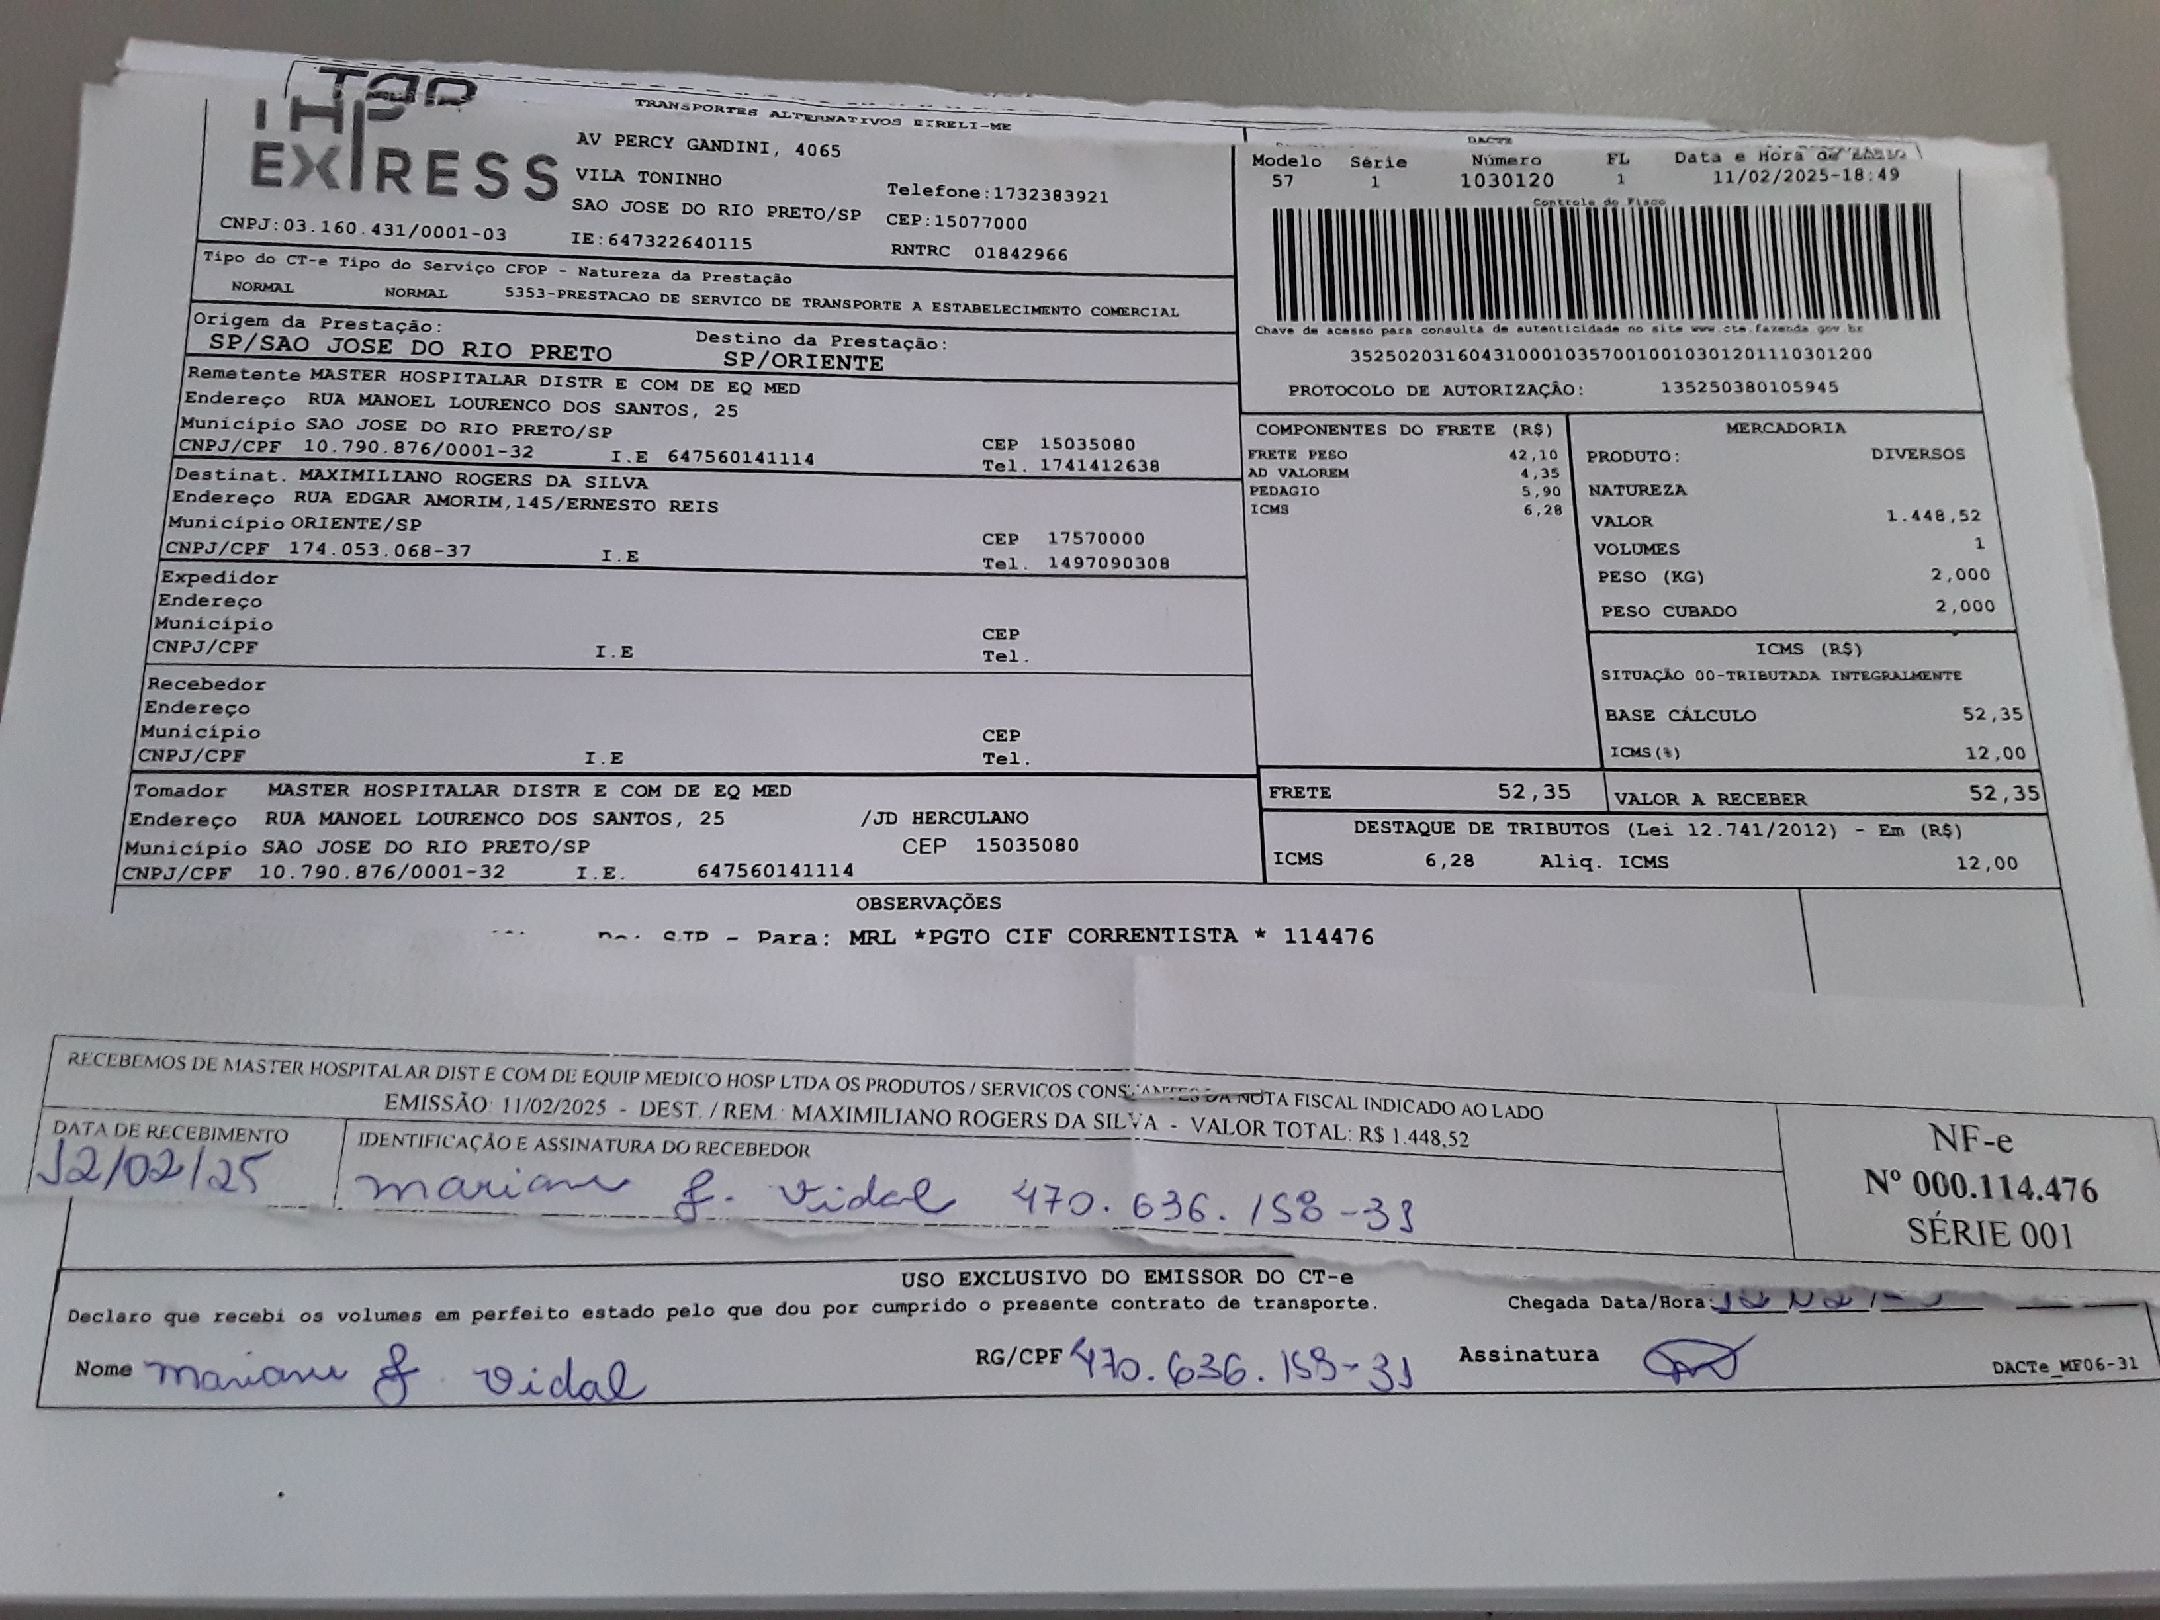 TAP
EXPRESS
TRANSPORTES ALTERNATIVOS EIRELI-ME
AV PERCY GANDINI, 4065
VILA TONINHO
Telefone:1732383921
SAO JOSE DO RIO PRETO/SP CEP:15077000
CNPJ:03.160.431/0001-03 IE:647322640115 RNTRC 01842966
Tipo do CT-e Tipo do Serviço CFOP - Natureza da Prestação
NORMAL NORMAL 5353-PRESTACAO DE SERVICO DE TRANSPORTE A ESTABELECIMENTO COMERCIAL
Origem da Prestação: Destino da Prestação:
SP/SAO JOSE DO RIO PRETO SP/ORIENTE
Remetente MASTER HOSPITALAR DISTR E COM DE EQ MED
Endereço RUA MANOEL LOURENCO DOS SANTOS, 25
Município SAO JOSE DO RIO PRETO/SP CEP 15035080
CNPJ/CPF 10.790.876/0001-32 I.E 647560141114 Tel. 1741412638
Destinat. MAXIMILIANO ROGERS DA SILVA
Endereço RUA EDGAR AMORIM,145/ERNESTO REIS
Município ORIENTE/SP CEP 17570000
CNPJ/CPF 174.053.068-37 I.E Tel. 1497090308
Expedidor
Endereço
Município CEP
CNPJ/CPF I.E Tel.
Recebedor
Endereço
Município CEP
CNPJ/CPF I.E Tel.
Tomador MASTER HOSPITALAR DISTR E COM DE EQ MED
Endereço RUA MANOEL LOURENCO DOS SANTOS, 25 /JD HERCULANO
Município SAO JOSE DO RIO PRETO/SP CEP 15035080
CNPJ/CPF 10.790.876/0001-32 I.E. 647560141114
DACTE
Modelo Série Número FL Data e Hora de
57 1 1030120 1 11/02/2025-18:49
Controle do Fisco
Chave de acesso para consulta de autenticidade no site www.cte.fazenda.gov.br
35250203160431000103570010010301201110301200
PROTOCOLO DE AUTORIZAÇÃO: 135250380105945
COMPONENTES DO FRETE (R$)
FRETE PESO 42,10
AD VALOREM 4,35
PEDAGIO 5,90
ICMS 6,28
MERCADORIA
PRODUTO: DIVERSOS
NATUREZA
VALOR 1.448,52
VOLUMES 1
PESO (KG) 2,000
PESO CUBADO 2,000
ICMS (R$)
SITUAÇÃO 00-TRIBUTADA INTEGRALMENTE
BASE CÁLCULO 52,35
ICMS(%) 12,00
FRETE 52,35 VALOR A RECEBER 52,35
DESTAQUE DE TRIBUTOS (Lei 12.741/2012) - Em (R$)
ICMS 6,28 Aliq. ICMS 12,00
OBSERVAÇÕES
SJP - Para: MRL *PGTO CIF CORRENTISTA * 114476
RECEBEMOS DE MASTER HOSPITALAR DIST E COM DE EQUIP MEDICO HOSP LTDA OS PRODUTOS / SERVICOS CONSTANTES DA NOTA FISCAL INDICADO AO LADO
EMISSÃO: 11/02/2025 - DEST. / REM.: MAXIMILIANO ROGERS DA SILVA - VALOR TOTAL: R$ 1.448,52
DATA DE RECEBIMENTO IDENTIFICAÇÃO E ASSINATURA DO RECEBEDOR
12/02/25 mariane f. vidal 470.636.158-31
NF-e
Nº 000.114.476
SÉRIE 001
USO EXCLUSIVO DO EMISSOR DO CT-e
Declaro que recebi os volumes em perfeito estado pelo que dou por cumprido o presente contrato de transporte. Chegada Data/Hora:
Nome mariane f. vidal RG/CPF 470.636.158-31 Assinatura DACTe_MF06-31